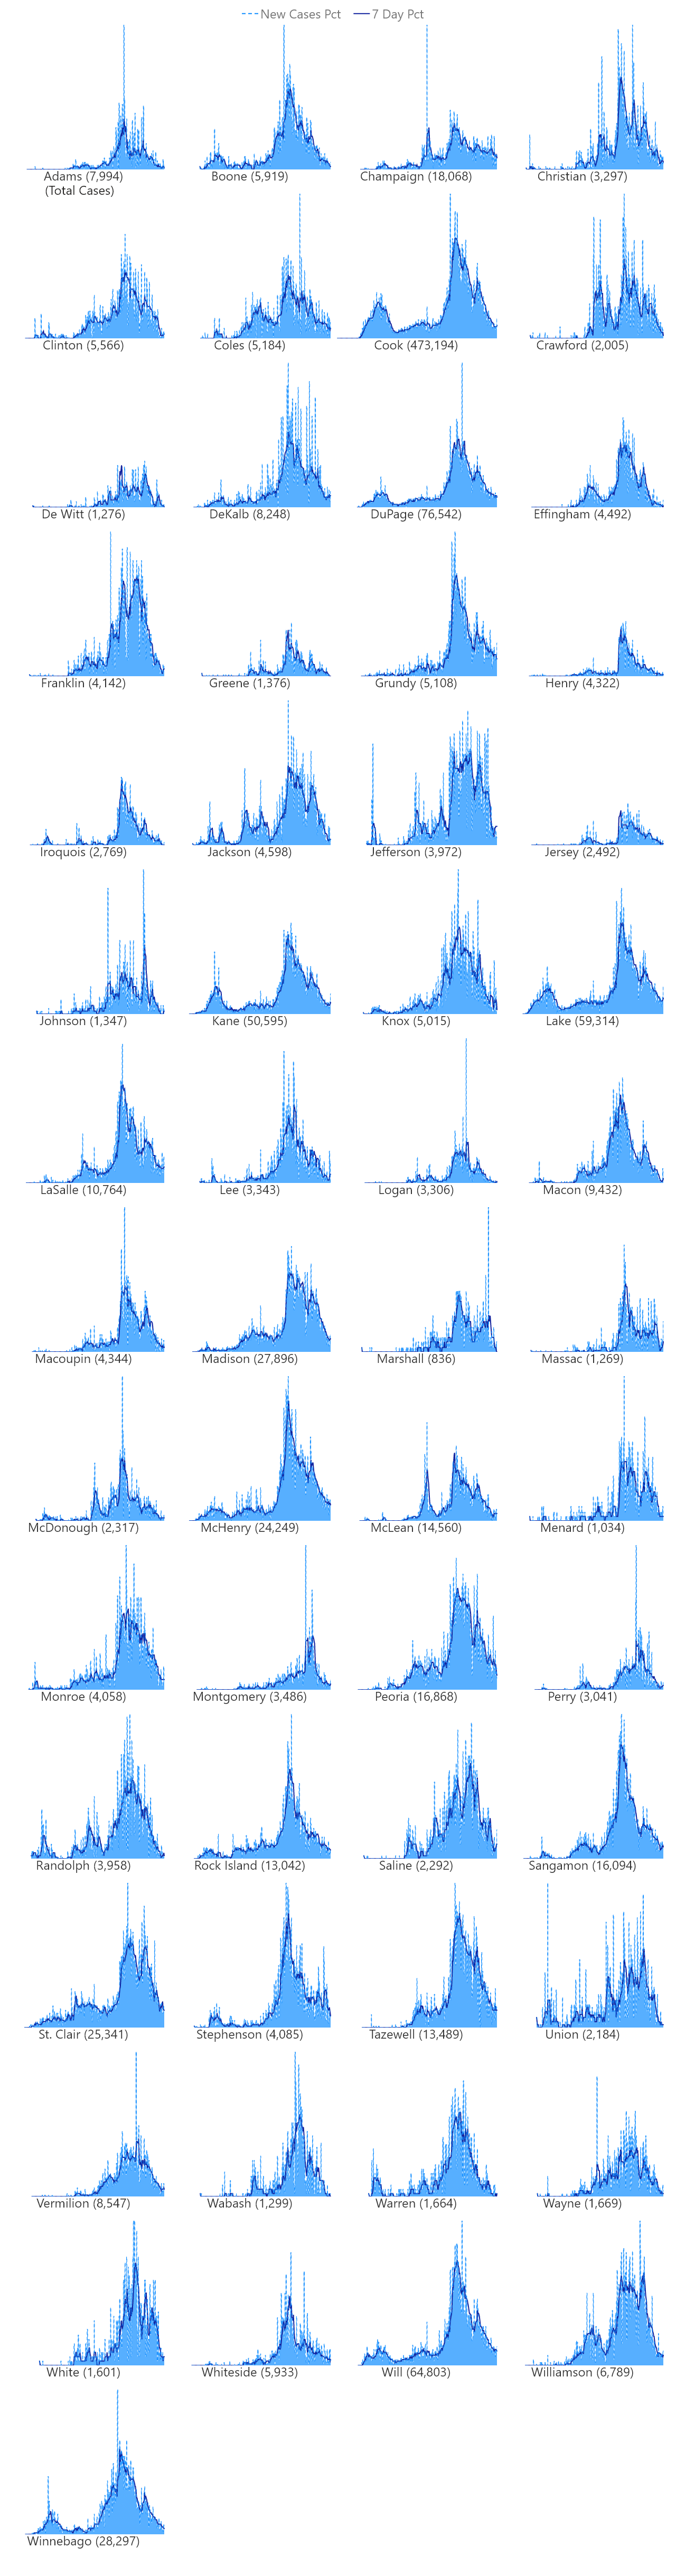 New Cases Pct 7 Day Pct
Adams (7,994) Boone (5,919) Champaign (18,068) Christian (3,297)
(Total Cases)
Clinton (5,566) Coles (5,184) Cook (473,194) Crawford (2,005)
De Witt (1,276) DeKalb (8,248) DuPage (76,542) Effingham (4,492)
Franklin (4,142) Greene (1,376) Grundy (5,108) Henry (4,322)
Iroquois (2,769) Jackson (4,598) Jefferson (3,972) Jersey (2,492)
Johnson (1,347) Kane (50,595) Knox (5,015) Lake (59,314)
LaSalle (10,764) Lee (3,343) Logan (3,306) Macon (9,432)
Macoupin (4,344) Madison (27,896) Marshall (836) Massac (1,269)
McDonough (2,317) McHenry (24,249) McLean (14,560) Menard (1,034)
Monroe (4,058) Montgomery (3,486) Peoria (16,868) Perry (3,041)
Randolph (3,958) Rock Island (13,042) Saline (2,292) Sangamon (16,094)
St. Clair (25,341) Stephenson (4,085) Tazewell (13,489) Union (2,184)
Vermilion (8,547) Wabash (1,299) Warren (1,664) Wayne (1,669)
White (1,601) Whiteside (5,933) Will (64,803) Williamson (6,789)
Winnebago (28,297)